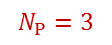 N_P = 3